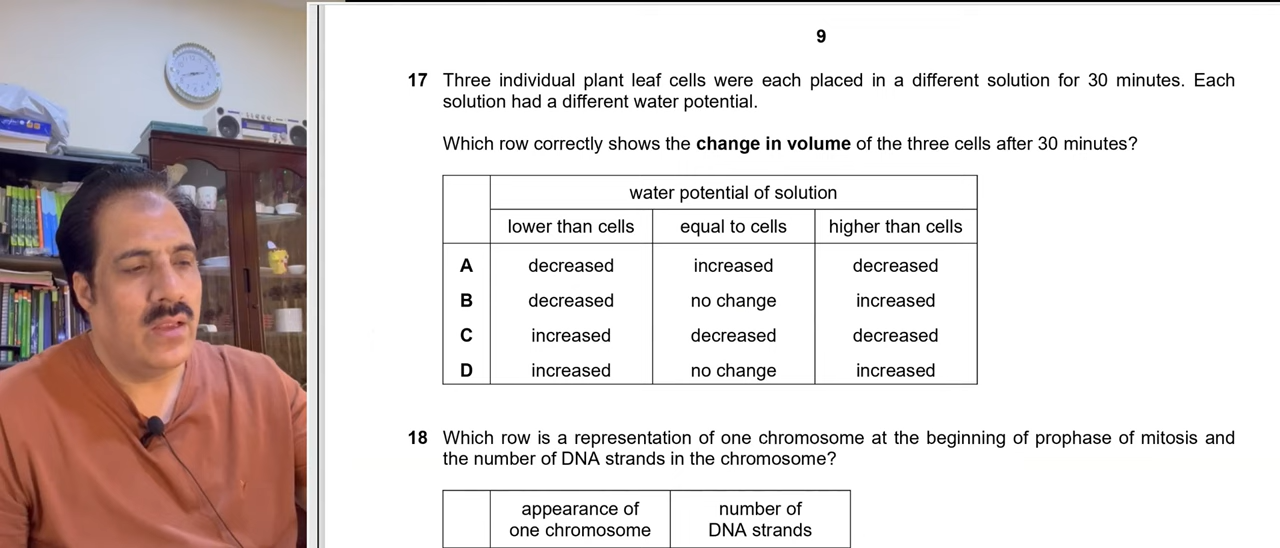 9
17 Three individual plant leaf cells were each placed in a different solution for 30 minutes. Each
solution had a different water potential.
Which row correctly shows the change in volume of the three cells after 30 minutes?
water potential of solution
lower than cells equal to cells higher than cells
A decreased increased decreased
B decreased no change increased
C increased decreased decreased
D increased no change increased
18 Which row is a representation of one chromosome at the beginning of prophase of mitosis and
the number of DNA strands in the chromosome?
appearance of number of
one chromosome DNA strands